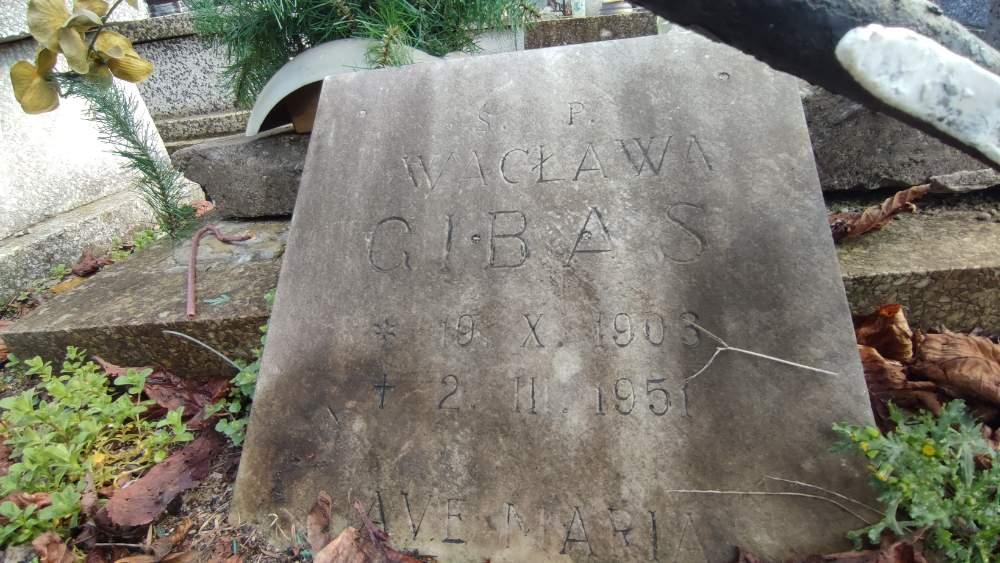 S. P.
WACŁAWA
GIBAS
* 19. X. 1903
+ 2. II. 1951
AVE MARIA